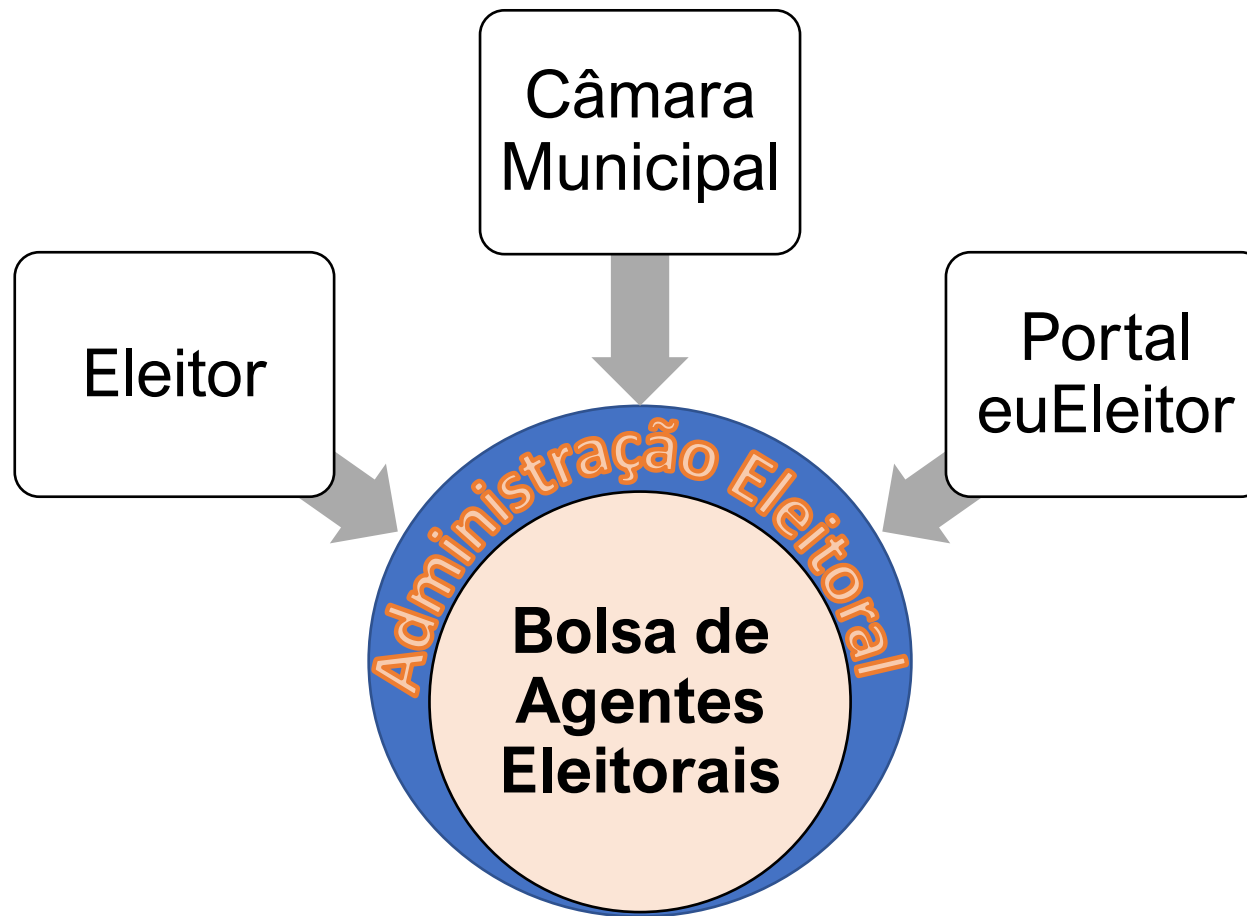 Câmara
Municipal
Eleitor
Portal
euEleitor
Administração Eleitoral
Bolsa de
Agentes
Eleitorais